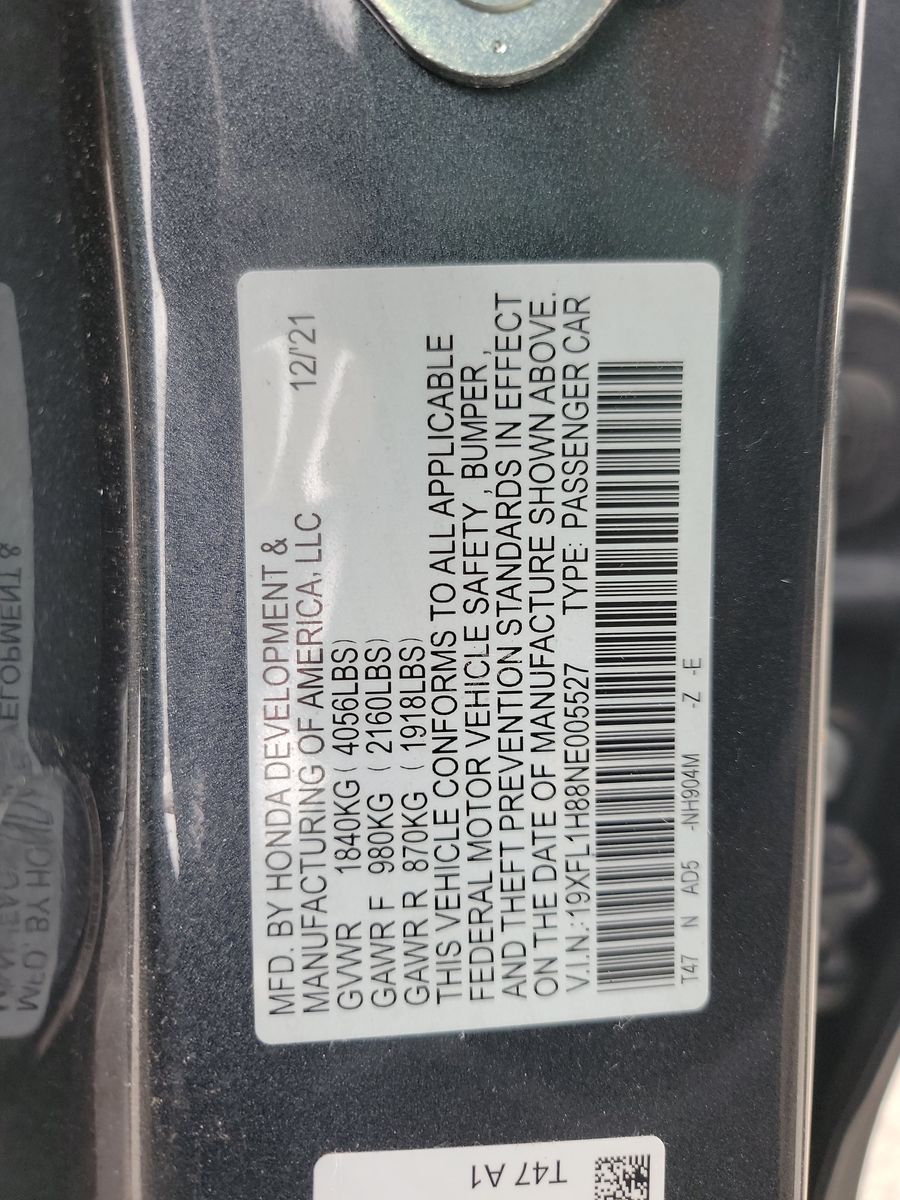 MFD. BY HONDA DEVELOPMENT &
MANUFACTURING OF AMERICA, LLC 12/'21
GVWR 1840KG ( 4056LBS)
GAWR F 980KG ( 2160LBS)
GAWR R 870KG ( 1918LBS)
THIS VEHICLE CONFORMS TO ALL APPLICABLE
FEDERAL MOTOR VEHICLE SAFETY , BUMPER ,
AND THEFT PREVENTION STANDARDS IN EFFECT
ON THE DATE OF MANUFACTURE SHOWN ABOVE.
V.I.N.:19XFL1H88NE005527 TYPE: PASSENGER CAR
T47 N AD5 -NH904M -Z -E
T47 A1